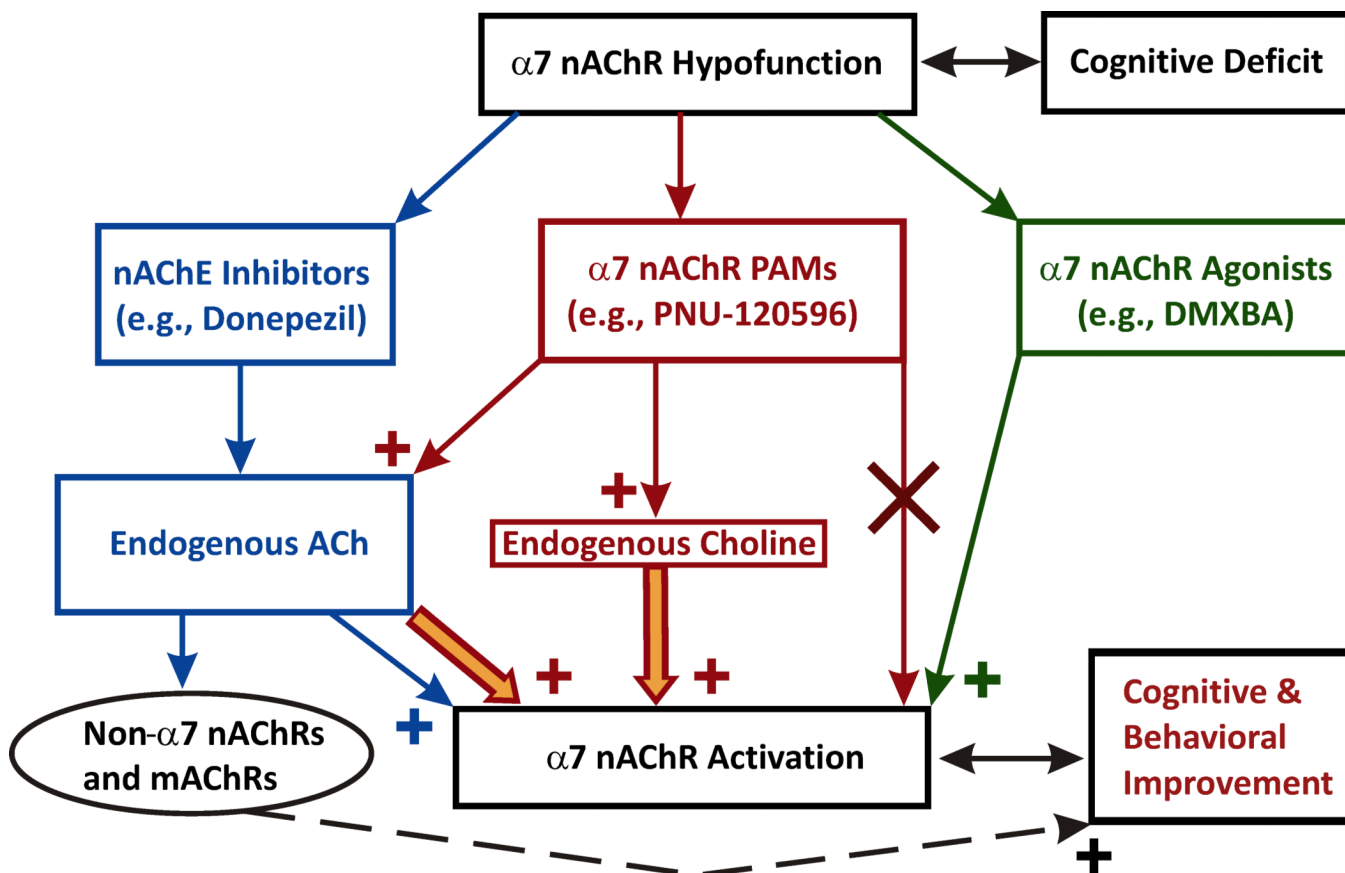 α7 nAChR Hypofunction
Cognitive Deficit
nAChE Inhibitors
(e.g., Donepezil)
α7 nAChR PAMs
(e.g., PNU-120596)
α7 nAChR Agonists
(e.g., DMXBA)
+
+
Endogenous ACh
Endogenous Choline
+
+
+
+
Non-α7 nAChRs
and mAChRs
α7 nAChR Activation
Cognitive &
Behavioral
Improvement
+